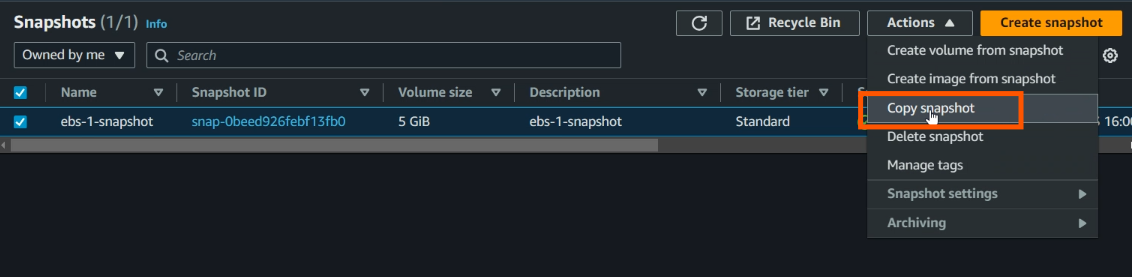 Snapshots (1/1) Info
Recycle Bin
Actions
Create snapshot
Owned by me
Search
Create volume from snapshot
Create image from snapshot
Name
Snapshot ID
Volume size
Description
Storage tier
Copy snapshot
ebs-1-snapshot
snap-0beed926febf13fb0
5 GiB
ebs-1-snapshot
Standard
Delete snapshot
Manage tags
Snapshot settings
Archiving